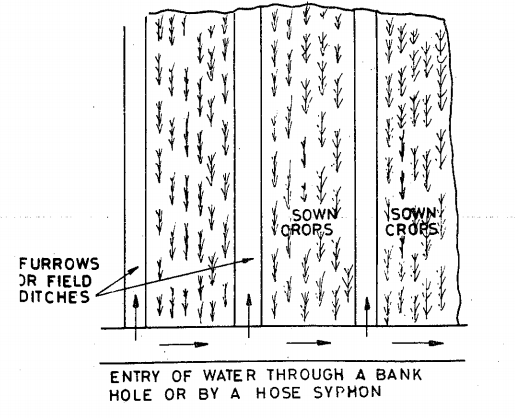 SOWN
CROPS
SOWN
CROPS
FURROWS
OR FIELD
DITCHES
ENTRY OF WATER THROUGH A BANK
HOLE OR BY A HOSE SYPHON